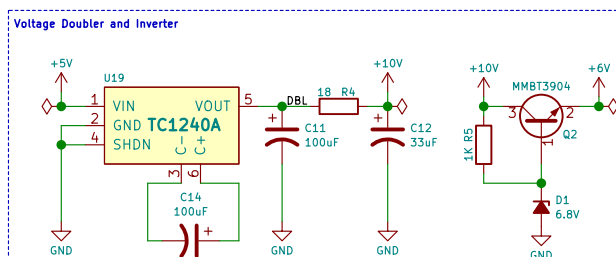 Voltage Doubler and Inverter
+5V
U19
1 VIN
2 GND
4 SHDN
TC1240A
VOUT 5
C-
C+
3
6
DBL
18 R4
+10V
C11
100uF
C12
33uF
C14
100uF
GND
GND
GND
+10V
MMBT3904
+6V
3
2
Q2
1
1K R5
D1
6.8V
GND